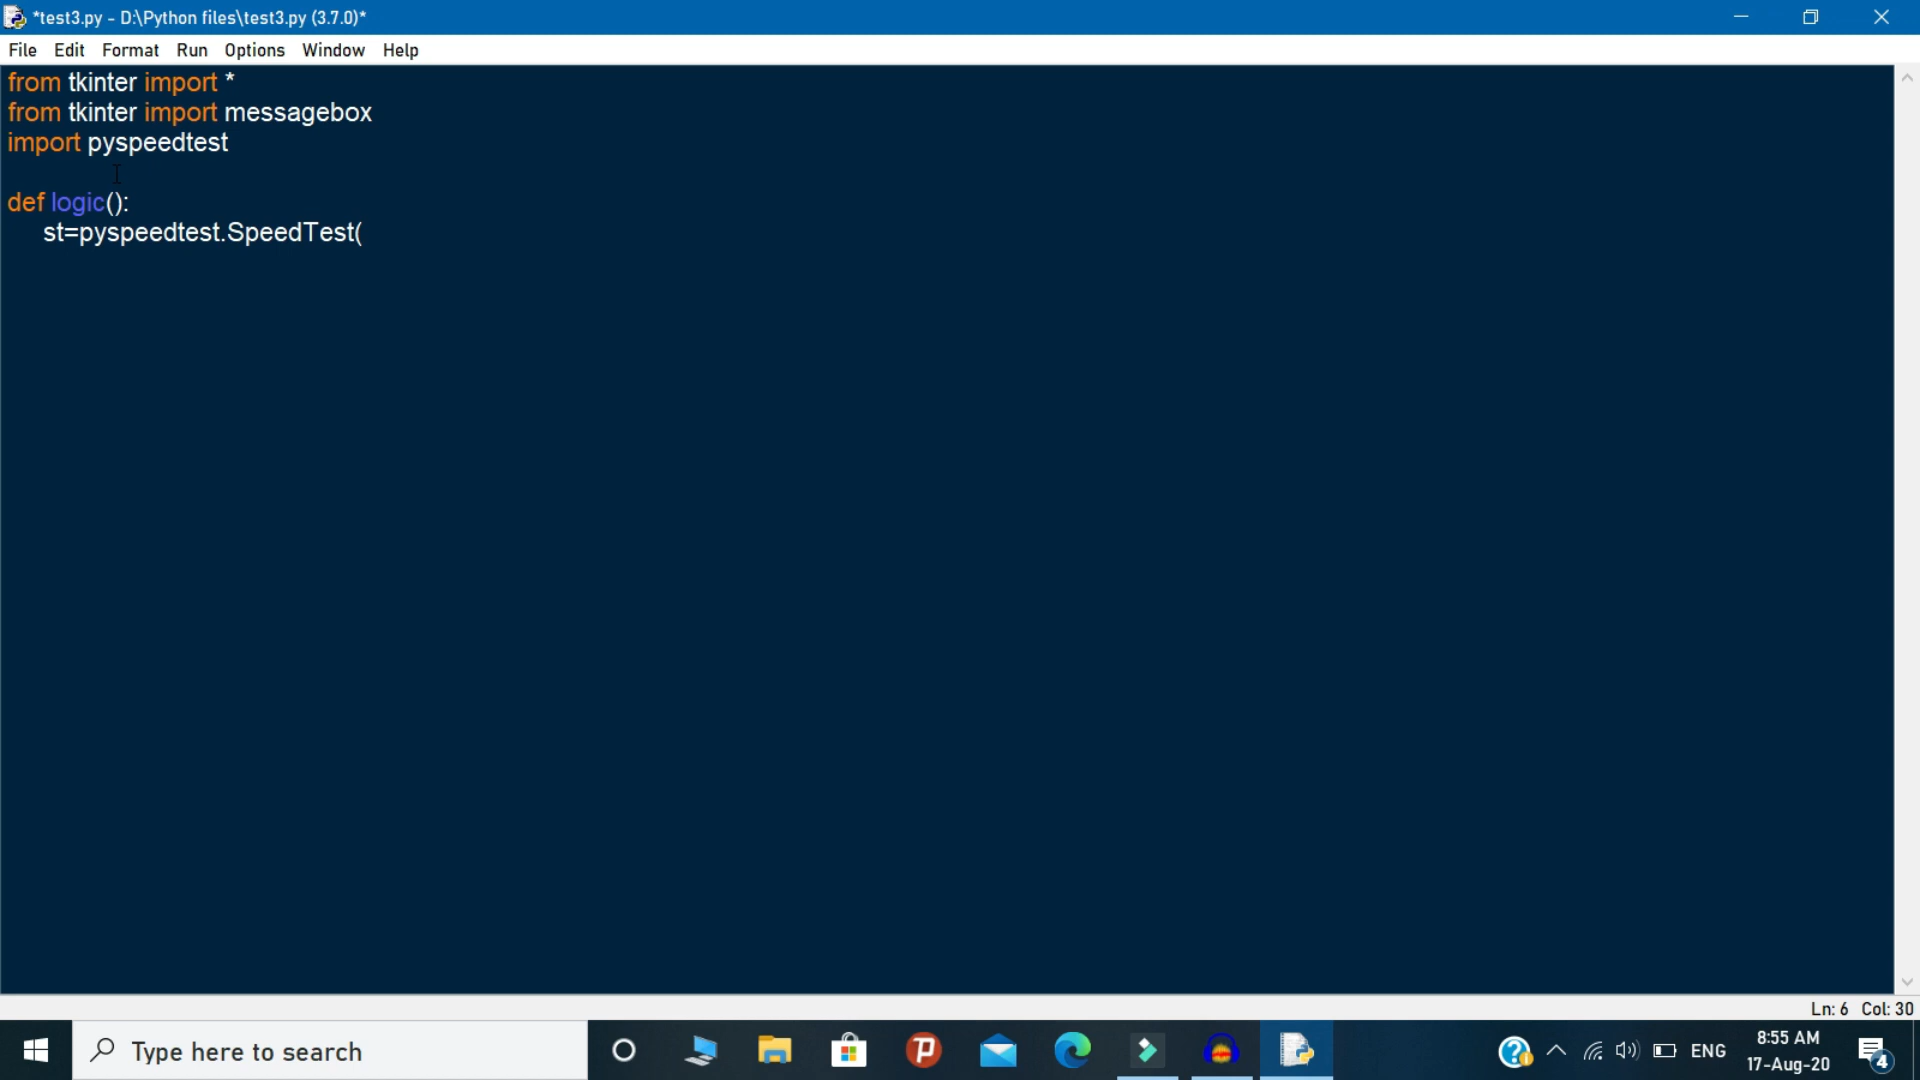 *test3.py - D:\Python files\test3.py (3.7.0)*
File Edit Format Run Options Window Help
from tkinter import *
from tkinter import messagebox
import pyspeedtest
def logic():
st=pyspeedtest.SpeedTest(
Ln: 6 Col: 30
Type here to search
ENG
8:55 AM
17-Aug-20
4